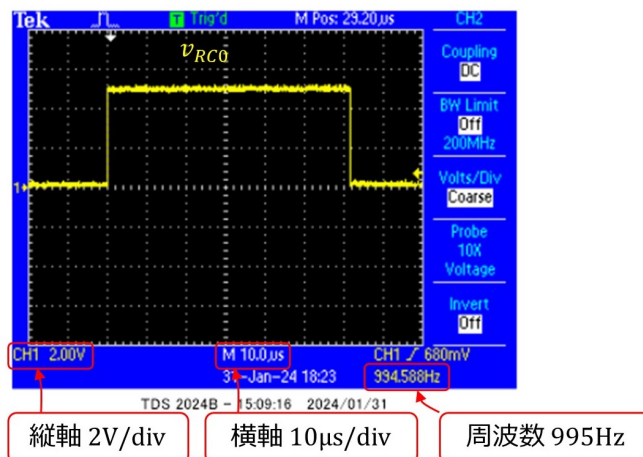 Tek
T Trig'd
M Pos: 29.20µs
CH2
v_RC0
Coupling
DC
BW Limit
Off
200MHz
Volts/Div
Coarse
Probe
10X
Voltage
Invert
Off
1
CH1 2.00V
M 10.0µs
CH1 680mV
31-Jan-24 18:23
994.588Hz
TDS 2024B - 15:09:16 2024/01/31
縦軸 2V/div
横軸 10μs/div
周波数 995Hz